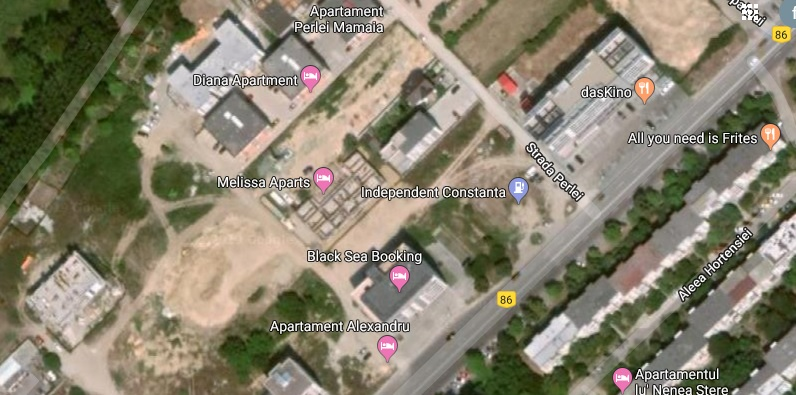 Apartament
Perlei Mamaia
86
Diana Apartment
dasKino
All you need is Frites
Strada Perlei
Melissa Aparts
Independent Constanta
Black Sea Booking
Aleea Hortensiei
86
Apartament Alexandru
Apartamentul
lu' Nenea Stere